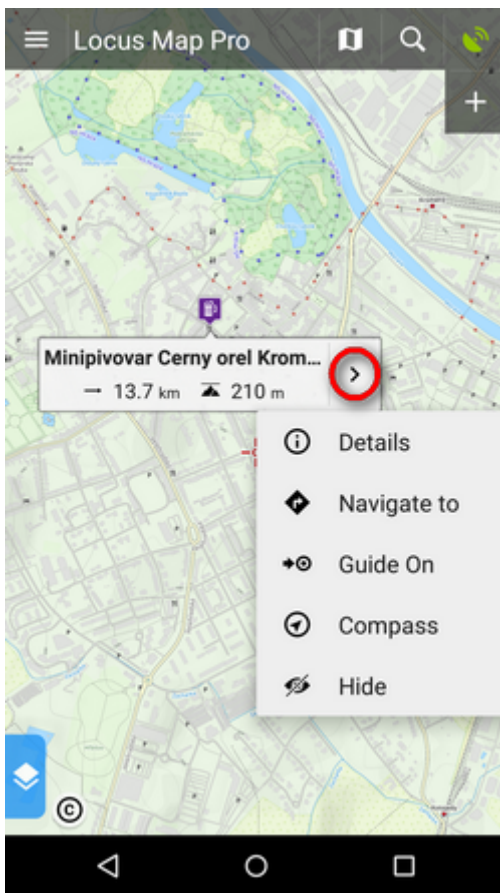 Locus Map Pro
Minipivovar Cerny orel Krom...
13.7 km 210 m
Details
Navigate to
Guide On
Compass
Hide